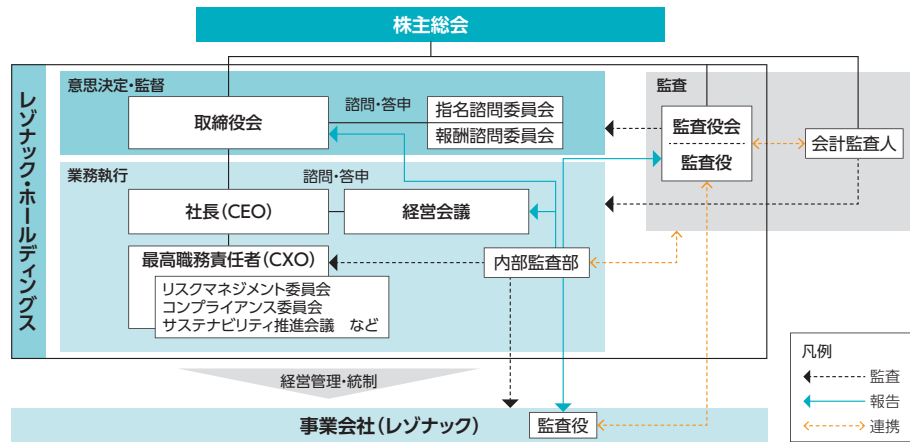 株主総会
レゾナック・ホールディングス
意思決定・監督
取締役会
諮問・答申
指名諮問委員会
報酬諮問委員会
監査
監査役会
監査役
会計監査人
業務執行
諮問・答申
社長(CEO)
経営会議
最高職務責任者(CXO)
リスクマネジメント委員会
コンプライアンス委員会
サステナビリティ推進会議 など
内部監査部
経営管理・統制
事業会社(レゾナック)
監査役
凡例
監査
報告
連携